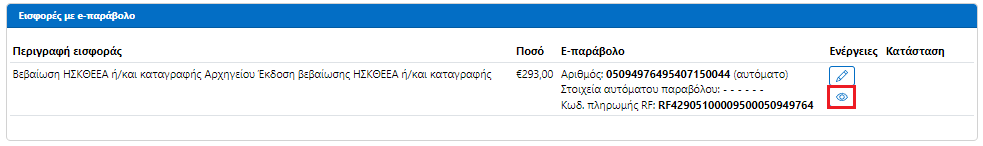 Εισφορές με e-παράβολο
Περιγραφή εισφοράς Ποσό Ε-παράβολο Ενέργειες Κατάσταση
Βεβαίωση ΗΣΚΘΕΕΑ ή/και καταγραφής Αρχηγείου Έκδοση βεβαίωσης ΗΣΚΘΕΕΑ ή/και καταγραφής €293,00 Αριθμός: 05094976495407150044 (αυτόματο)
Στοιχεία αυτόματου παραβόλου: - - - - - -
Κωδ. πληρωμής RF: RF42905100009500050949764